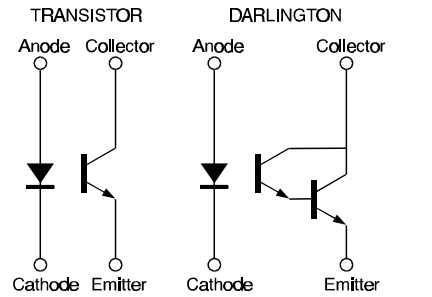 TRANSISTOR DARLINGTON
Anode Collector Anode Collector
Cathode Emitter Cathode Emitter